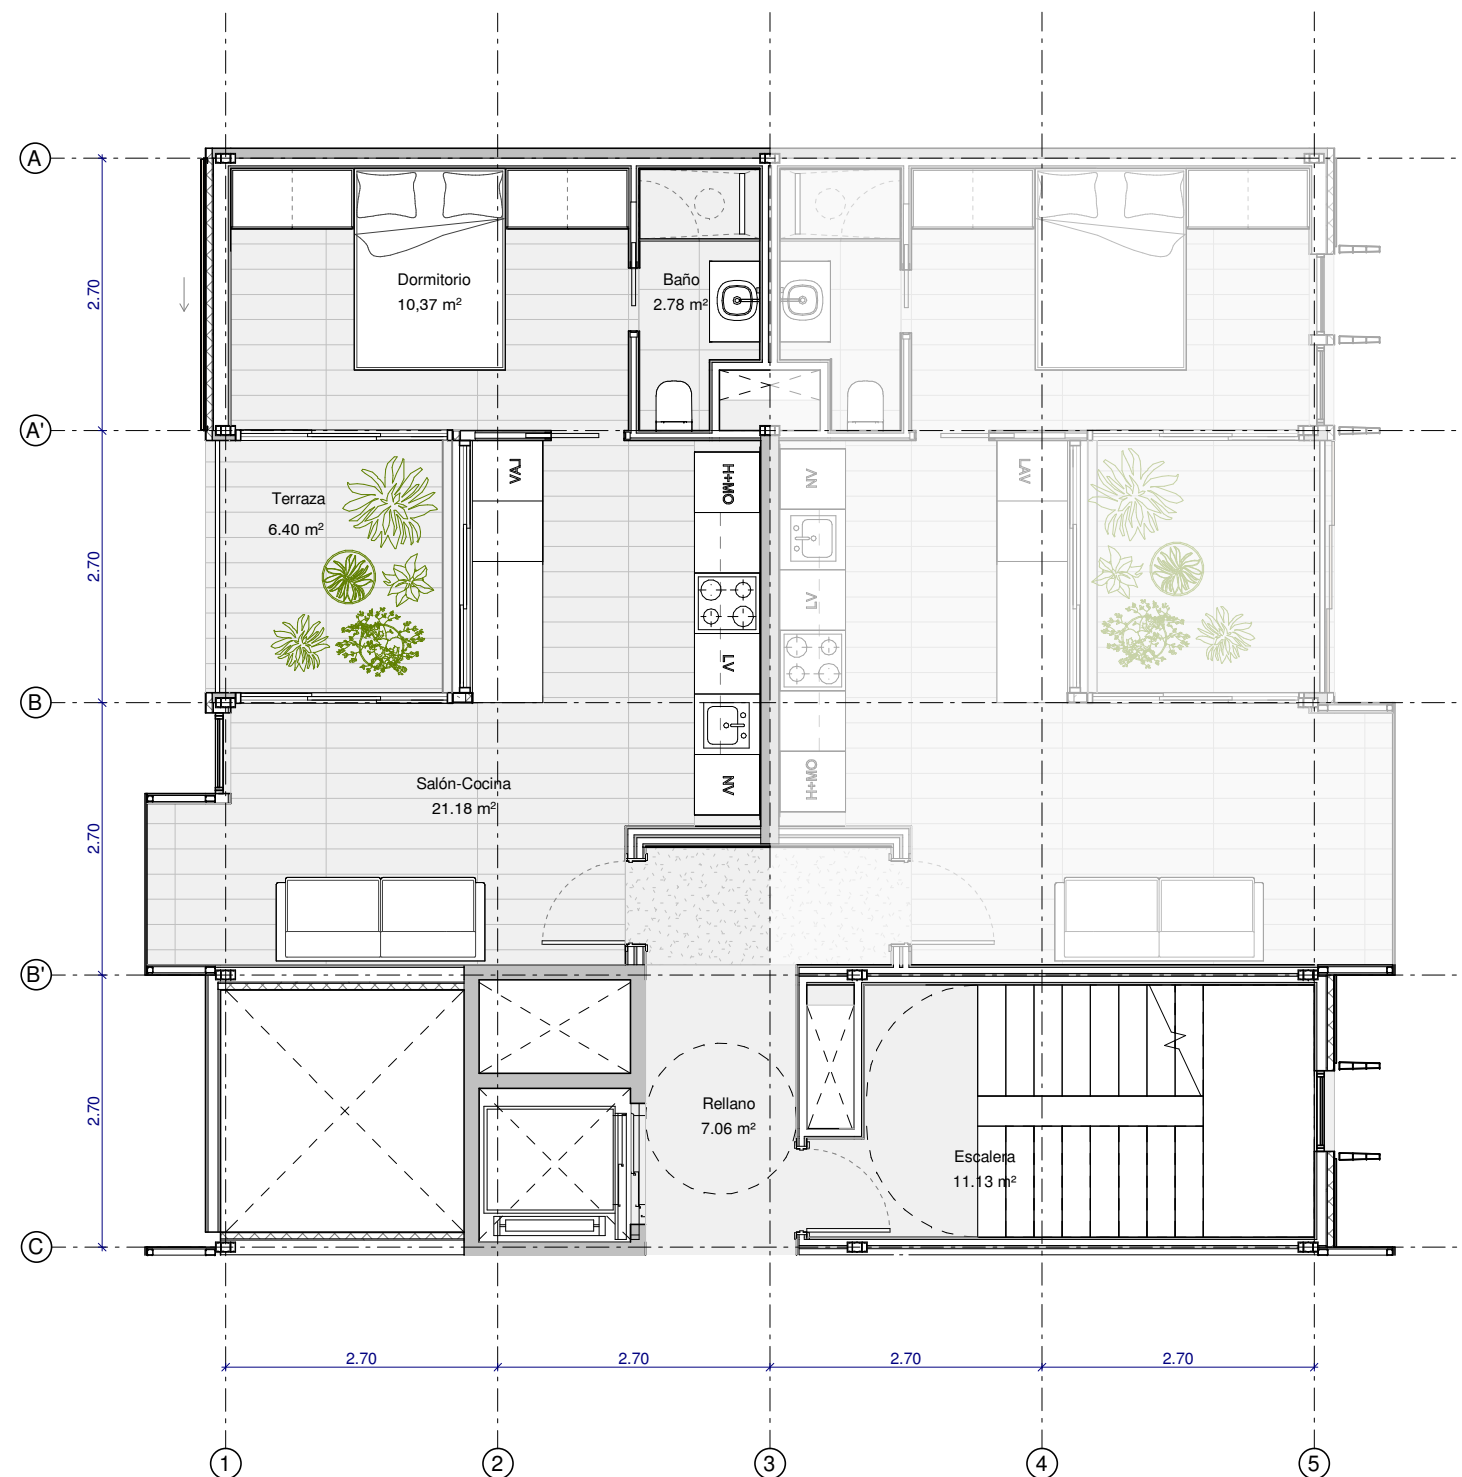 A
Dormitorio
10,37 m²
Baño
2.78 m²
2.70
A'
LAV
H+MO
NV
LAV
Terraza
6.40 m²
2.70
LV
LV
B
Salón-Cocina
21.18 m²
NV
H+MO
2.70
B'
Rellano
7.06 m²
2.70
Escalera
11.13 m²
C
2.70
2.70
2.70
2.70
1
2
3
4
5